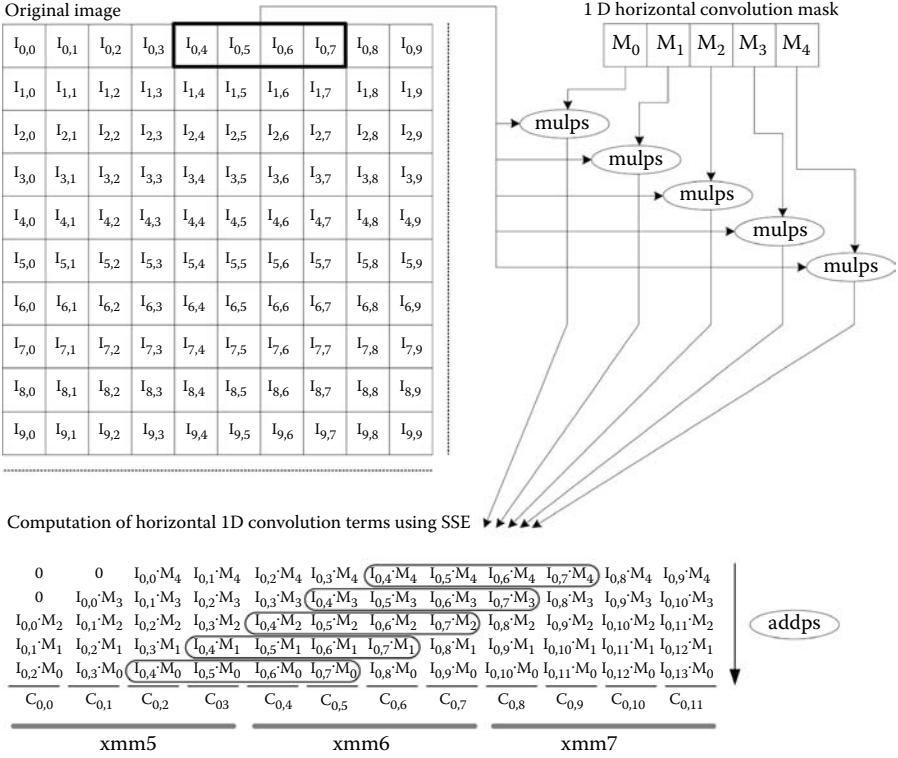 Original image
1 D horizontal convolution mask
M0 M1 M2 M3 M4
I0,0 I0,1 I0,2 I0,3 I0,4 I0,5 I0,6 I0,7 I0,8 I0,9
I1,0 I1,1 I1,2 I1,3 I1,4 I1,5 I1,6 I1,7 I1,8 I1,9
I2,0 I2,1 I2,2 I2,3 I2,4 I2,5 I2,6 I2,7 I2,8 I2,9
I3,0 I3,1 I3,2 I3,3 I3,4 I3,5 I3,6 I3,7 I3,8 I3,9
I4,0 I4,1 I4,2 I4,3 I4,4 I4,5 I4,6 I4,7 I4,8 I4,9
I5,0 I5,1 I5,2 I5,3 I5,4 I5,5 I5,6 I5,7 I5,8 I5,9
I6,0 I6,1 I6,2 I6,3 I6,4 I6,5 I6,6 I6,7 I6,8 I6,9
I7,0 I7,1 I7,2 I7,3 I7,4 I7,5 I7,6 I7,7 I7,8 I7,9
I8,0 I8,1 I8,2 I8,3 I8,4 I8,5 I8,6 I8,7 I8,8 I8,9
I9,0 I9,1 I9,2 I9,3 I9,4 I9,5 I9,6 I9,7 I9,8 I9,9
mulps
mulps
mulps
mulps
mulps
Computation of horizontal 1D convolution terms using SSE
0 0 I0,0·M4 I0,1·M4 I0,2·M4 I0,3·M4 I0,4·M4 I0,5·M4 I0,6·M4 I0,7·M4 I0,8·M4 I0,9·M4
0 I0,0·M3 I0,1·M3 I0,2·M3 I0,3·M3 I0,4·M3 I0,5·M3 I0,6·M3 I0,7·M3 I0,8·M3 I0,9·M3 I0,10·M3
I0,0·M2 I0,1·M2 I0,2·M2 I0,3·M2 I0,4·M2 I0,5·M2 I0,6·M2 I0,7·M2 I0,8·M2 I0,9·M2 I0,10·M2 I0,11·M2
I0,1·M1 I0,2·M1 I0,3·M1 I0,4·M1 I0,5·M1 I0,6·M1 I0,7·M1 I0,8·M1 I0,9·M1 I0,10·M1 I0,11·M1 I0,12·M1
I0,2·M0 I0,3·M0 I0,4·M0 I0,5·M0 I0,6·M0 I0,7·M0 I0,8·M0 I0,9·M0 I0,10·M0 I0,11·M0 I0,12·M0 I0,13·M0
addps
C0,0 C0,1 C0,2 C03 C0,4 C0,5 C0,6 C0,7 C0,8 C0,9 C0,10 C0,11
xmm5 xmm6 xmm7